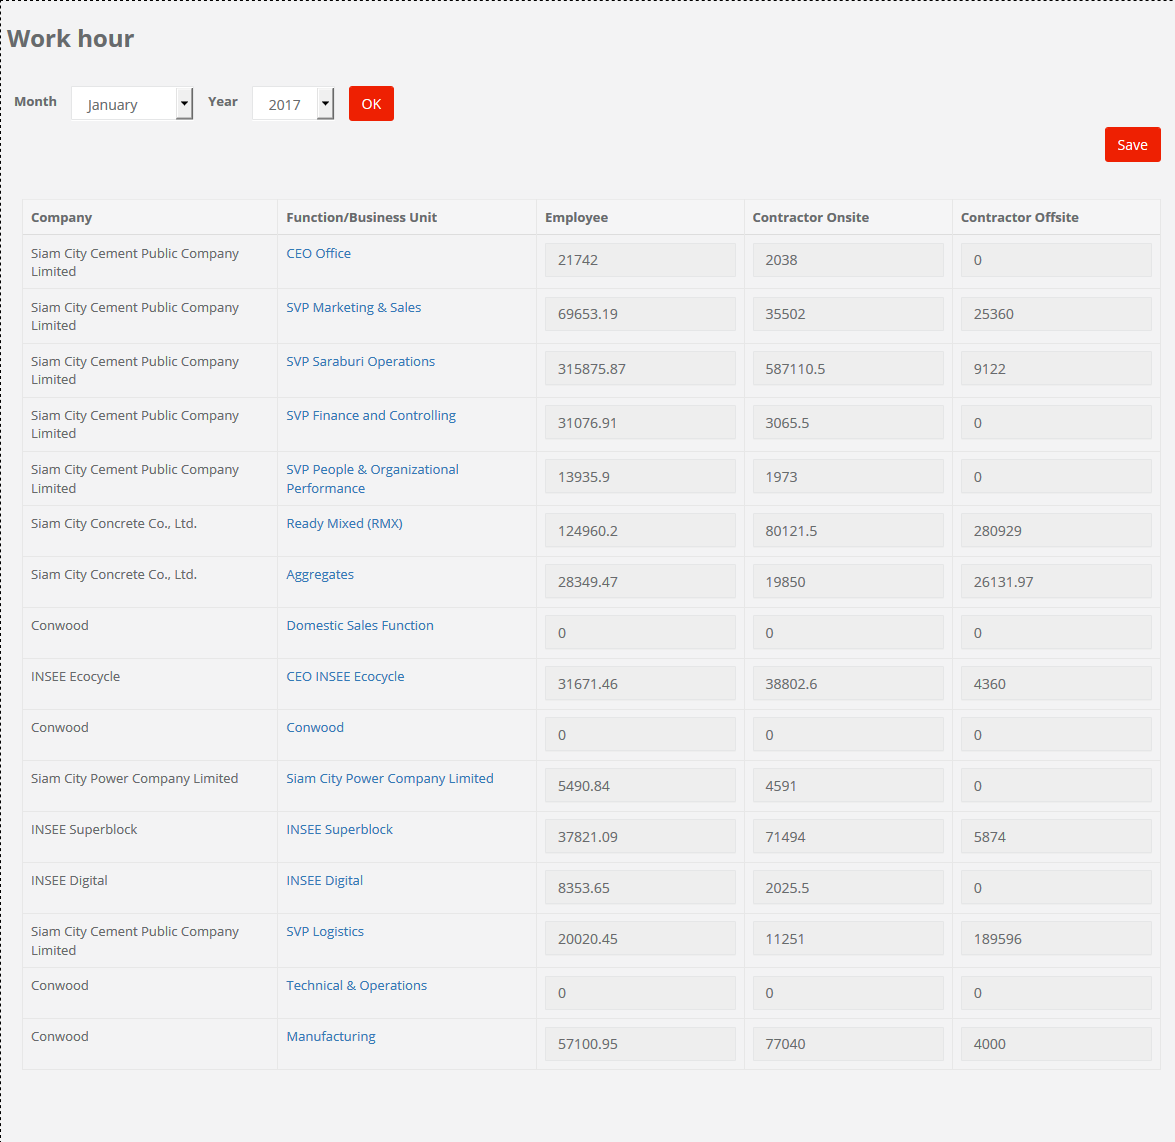 Work hour
Month January Year 2017 OK
Save
Company Function/Business Unit Employee Contractor Onsite Contractor Offsite
Siam City Cement Public Company CEO Office 21742 2038 0
Limited
Siam City Cement Public Company SVP Marketing & Sales 69653.19 35502 25360
Limited
Siam City Cement Public Company SVP Saraburi Operations 315875.87 587110.5 9122
Limited
Siam City Cement Public Company SVP Finance and Controlling 31076.91 3065.5 0
Limited
Siam City Cement Public Company SVP People & Organizational 13935.9 1973 0
Limited Performance
Siam City Concrete Co., Ltd. Ready Mixed (RMX) 124960.2 80121.5 280929
Siam City Concrete Co., Ltd. Aggregates 28349.47 19850 26131.97
Conwood Domestic Sales Function 0 0 0
INSEE Ecocycle CEO INSEE Ecocycle 31671.46 38802.6 4360
Conwood Conwood 0 0 0
Siam City Power Company Limited Siam City Power Company Limited 5490.84 4591 0
INSEE Superblock INSEE Superblock 37821.09 71494 5874
INSEE Digital INSEE Digital 8353.65 2025.5 0
Siam City Cement Public Company SVP Logistics 20020.45 11251 189596
Limited
Conwood Technical & Operations 0 0 0
Conwood Manufacturing 57100.95 77040 4000